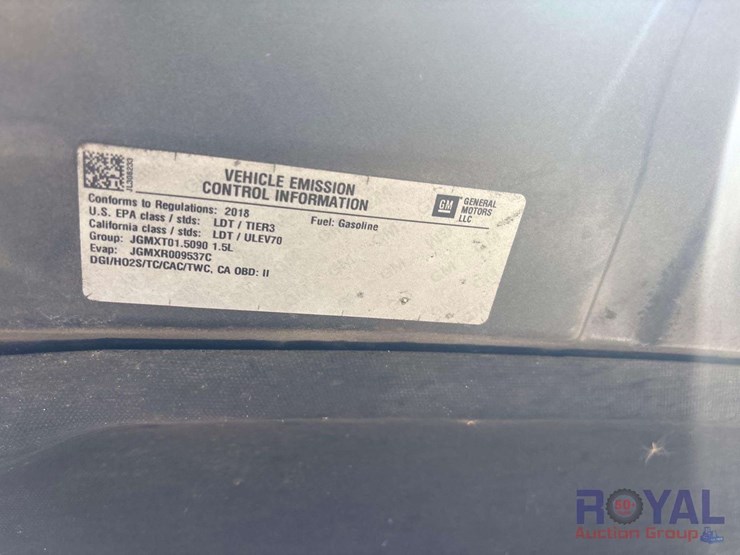 VEHICLE EMISSION
CONTROL INFORMATION
GM GENERAL
MOTORS
LLC
Conforms to Regulations: 2018 Fuel: Gasoline
U.S. EPA class / stds: LDT / TIER3
California class / stds: LDT / ULEV70
Group: JGMXT01.5090 1.5L
Evap: JGMXR009537C
DGI/HO2S/TC/CAC/TWC, CA OBD: II
ROYAL
Auction Group